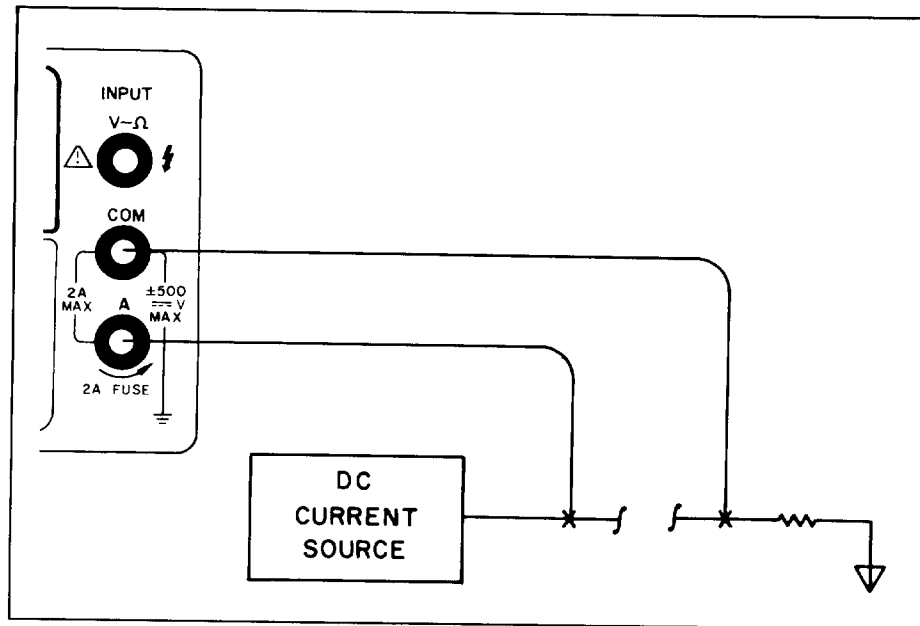 INPUT
V–Ω
COM
2A
MAX
±500
V
MAX
A
2A FUSE
DC
CURRENT
SOURCE